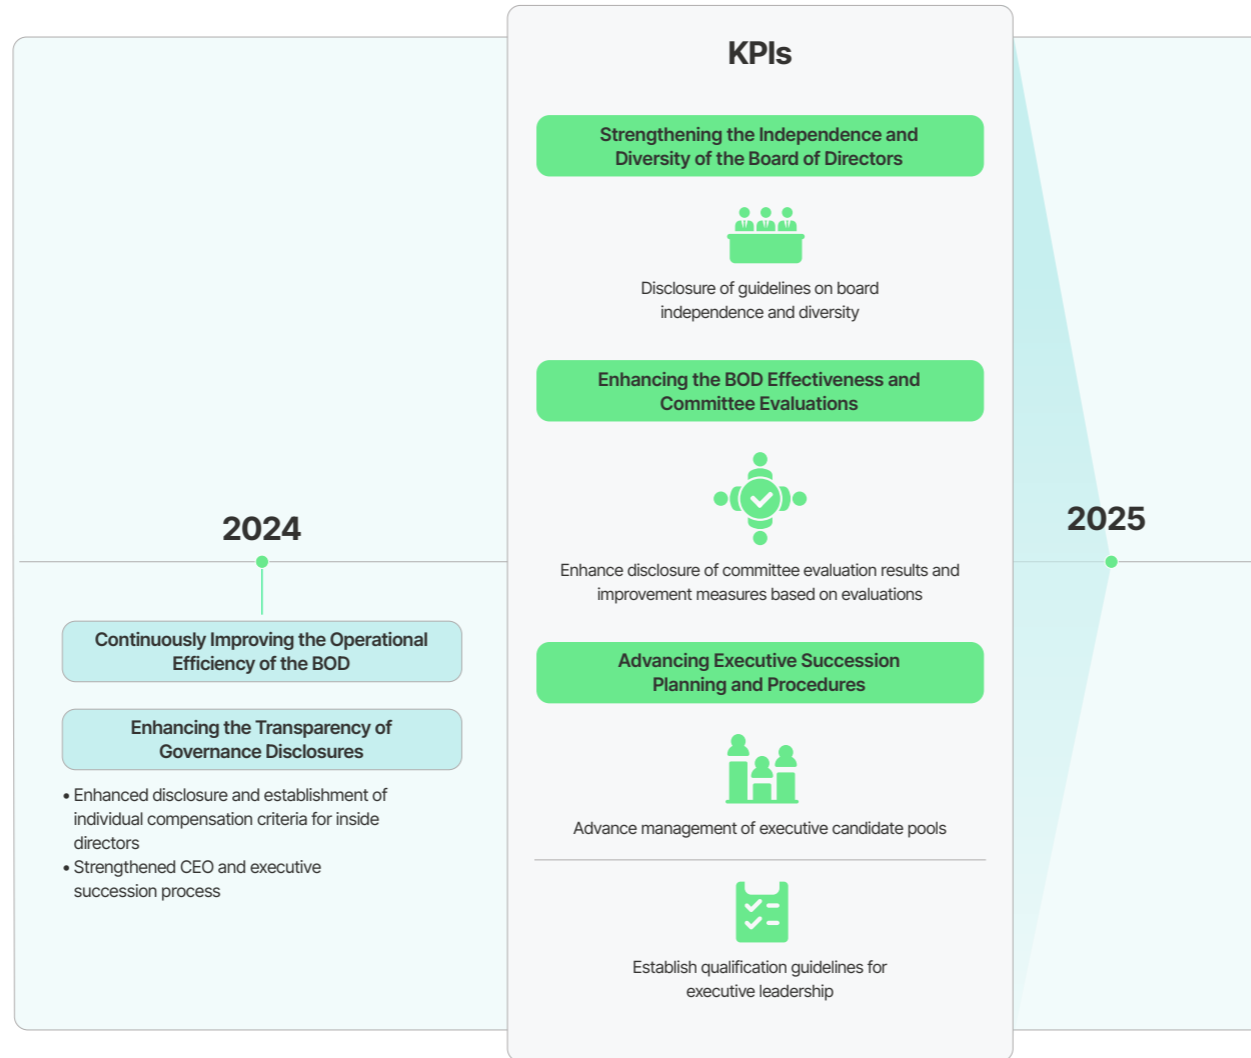 2024
Continuously Improving the Operational
Efficiency of the BOD
Enhancing the Transparency of
Governance Disclosures
• Enhanced disclosure and establishment of
individual compensation criteria for inside
directors
• Strengthened CEO and executive
succession process
KPIs
Strengthening the Independence and
Diversity of the Board of Directors
Disclosure of guidelines on board
independence and diversity
Enhancing the BOD Effectiveness and
Committee Evaluations
Enhance disclosure of committee evaluation results and
improvement measures based on evaluations
Advancing Executive Succession
Planning and Procedures
Advance management of executive candidate pools
Establish qualification guidelines for
executive leadership
2025